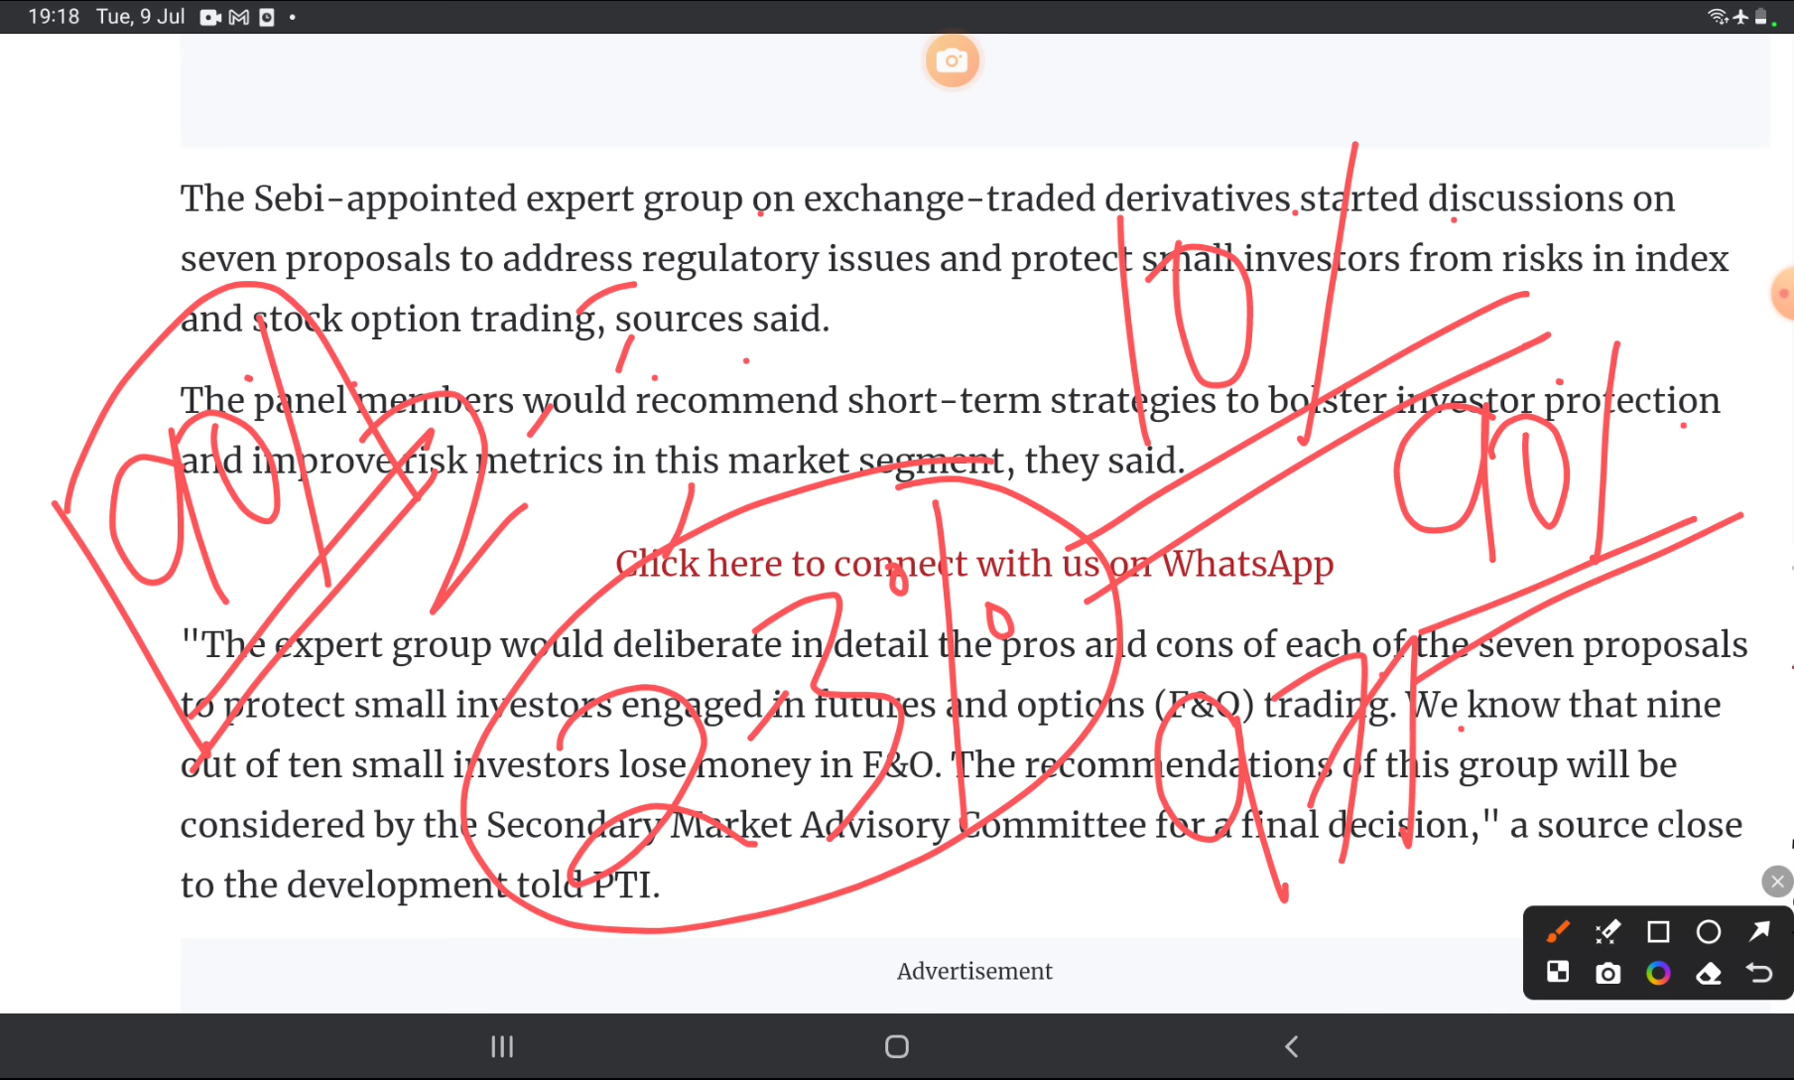 19:18 Tue, 9 Jul
The Sebi-appointed expert group on exchange-traded derivatives started discussions on
seven proposals to address regulatory issues and protect small investors from risks in index
and stock option trading, sources said.
The panel members would recommend short-term strategies to bolster investor protection
and improve risk metrics in this market segment, they said.
Click here to connect with us on WhatsApp
"The expert group would deliberate in detail the pros and cons of each of the seven proposals
to protect small investors engaged in futures and options (F&O) trading. We know that nine
out of ten small investors lose money in F&O. The recommendations of this group will be
considered by the Secondary Market Advisory Committee for a final decision," a source close
to the development told PTI.
Advertisement
10/
90/
90/
2
23%
97/